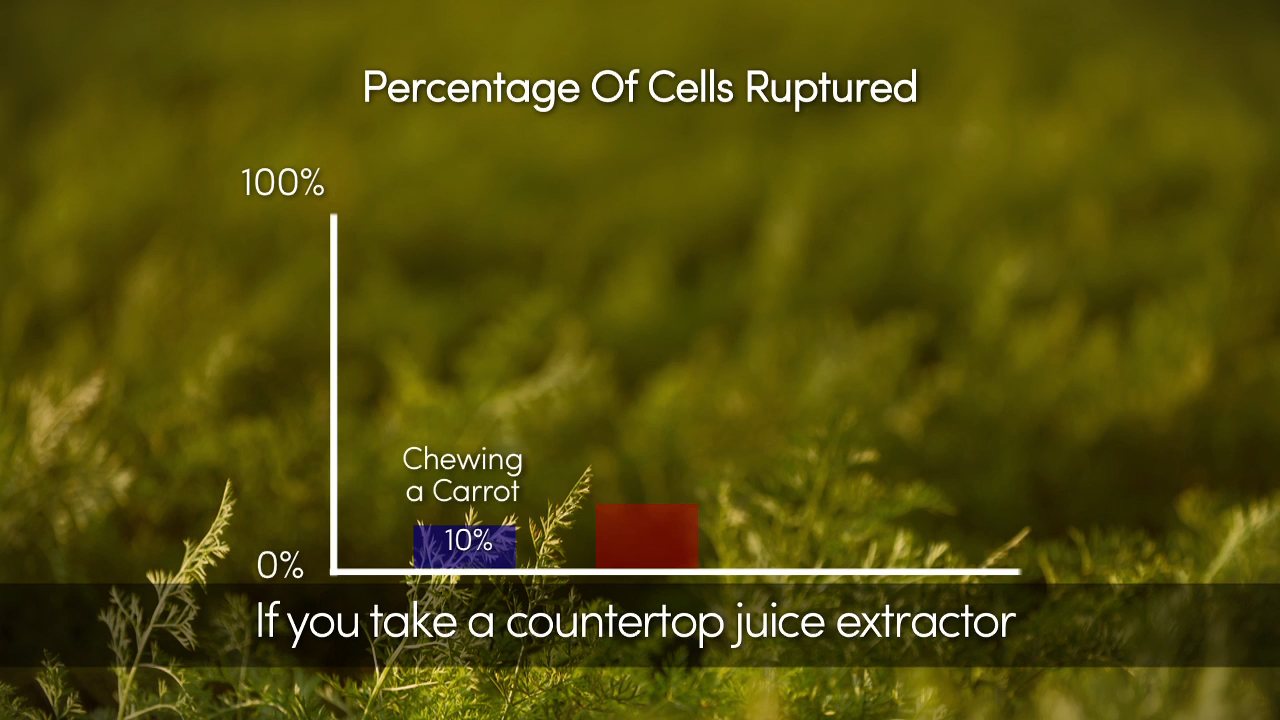 Percentage Of Cells Ruptured
100%
Chewing
a Carrot
10%
0%
If you take a countertop juice extractor